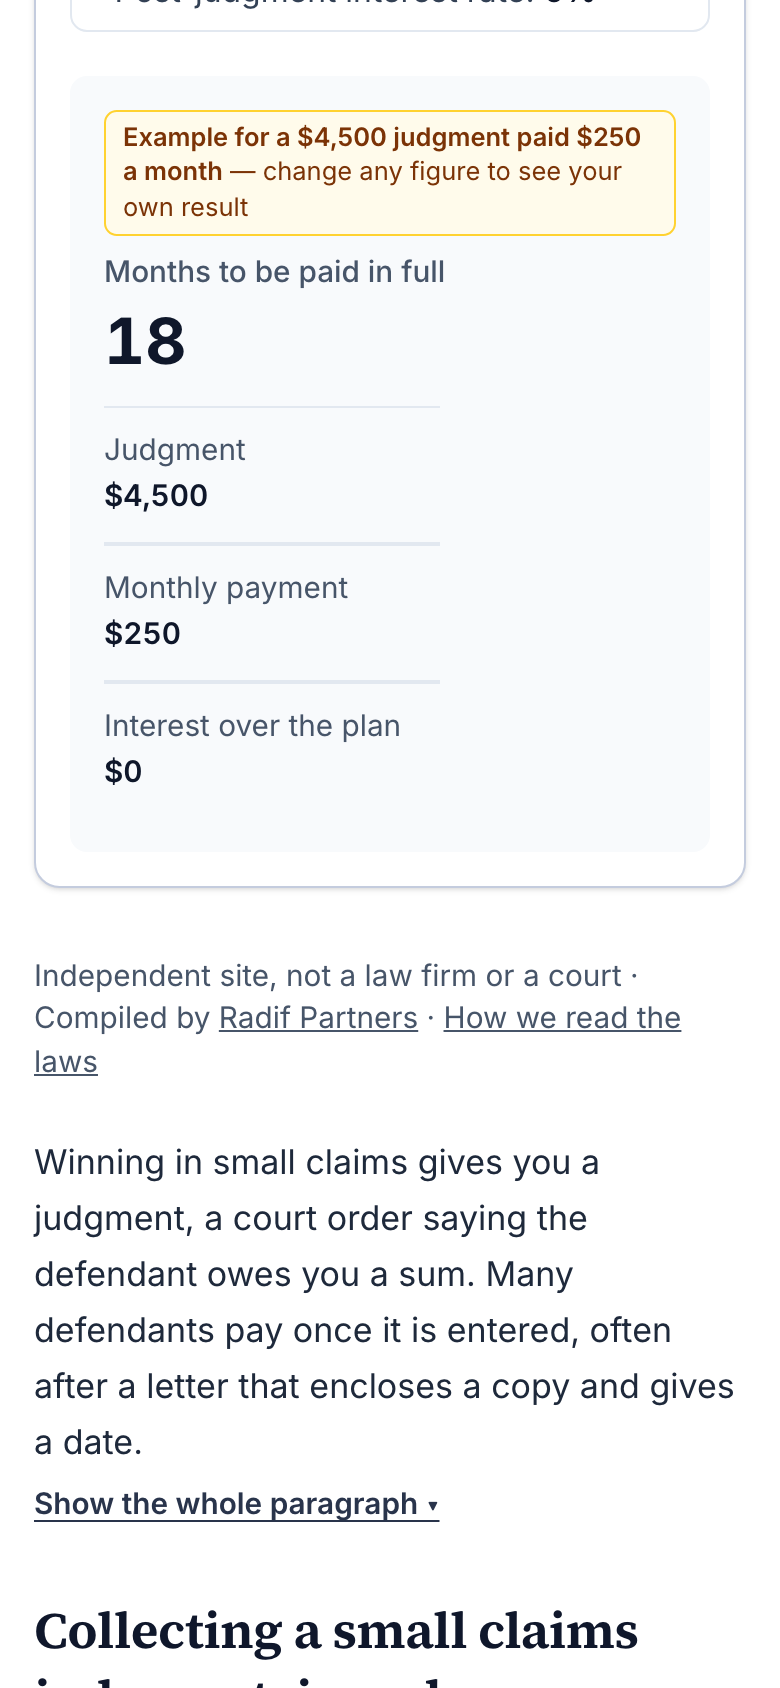 Post-judgment interest rate:
Example for a $4,500 judgment paid $250
a month — change any figure to see your
own result
Months to be paid in full
18
Judgment
$4,500
Monthly payment
$250
Interest over the plan
$0
Independent site, not a law firm or a court ·
Compiled by Radif Partners · How we read the
laws
Winning in small claims gives you a
judgment, a court order saying the
defendant owes you a sum. Many
defendants pay once it is entered, often
after a letter that encloses a copy and gives
a date.
Show the whole paragraph ▾
Collecting a small claims